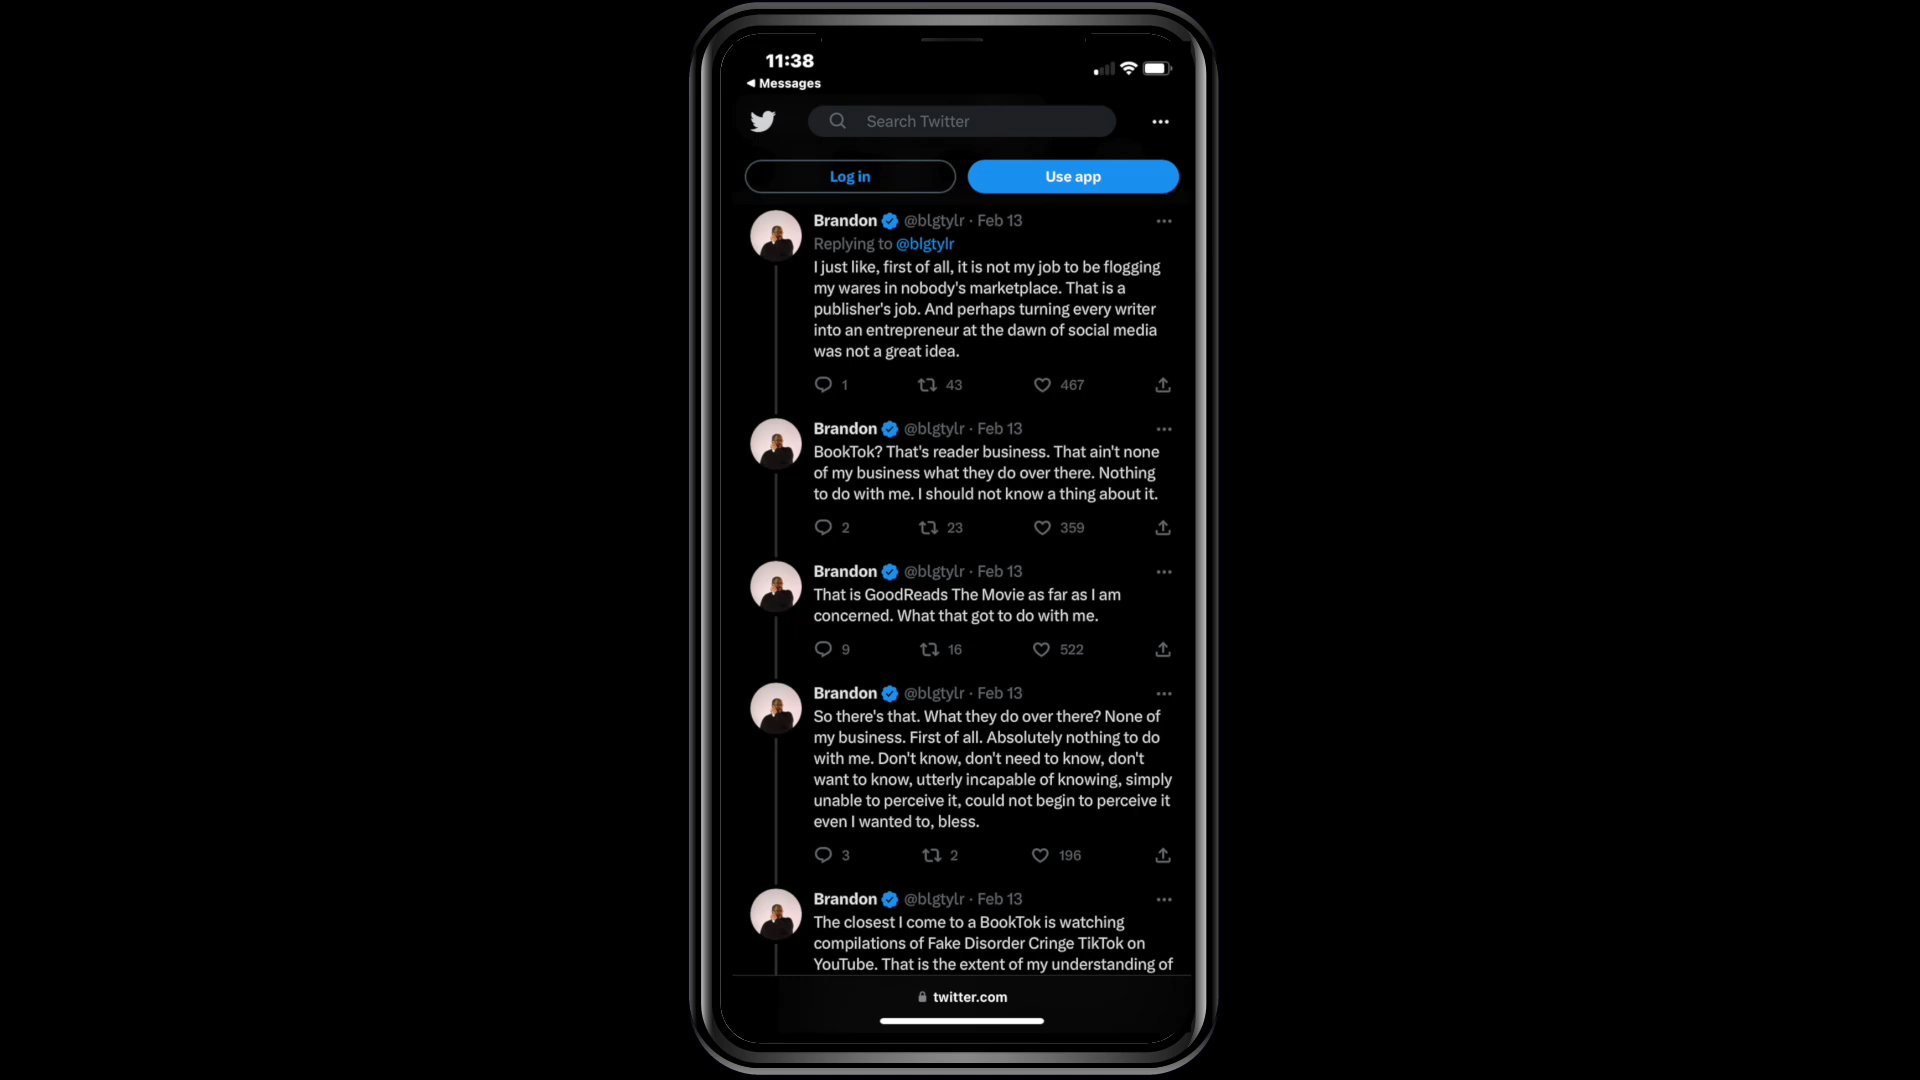 11:38
◀ Messages
Search Twitter
Log in
Use app
Brandon @blgtylr · Feb 13
Replying to @blgtylr
I just like, first of all, it is not my job to be flogging
my wares in nobody's marketplace. That is a
publisher's job. And perhaps turning every writer
into an entrepreneur at the dawn of social media
was not a great idea.
1 43 467
Brandon @blgtylr · Feb 13
BookTok? That's reader business. That ain't none
of my business what they do over there. Nothing
to do with me. I should not know a thing about it.
2 23 359
Brandon @blgtylr · Feb 13
That is GoodReads The Movie as far as I am
concerned. What that got to do with me.
9 16 522
Brandon @blgtylr · Feb 13
So there's that. What they do over there? None of
my business. First of all. Absolutely nothing to do
with me. Don't know, don't need to know, don't
want to know, utterly incapable of knowing, simply
unable to perceive it, could not begin to perceive it
even I wanted to, bless.
3 2 196
Brandon @blgtylr · Feb 13
The closest I come to a BookTok is watching
compilations of Fake Disorder Cringe TikTok on
YouTube. That is the extent of my understanding of
twitter.com